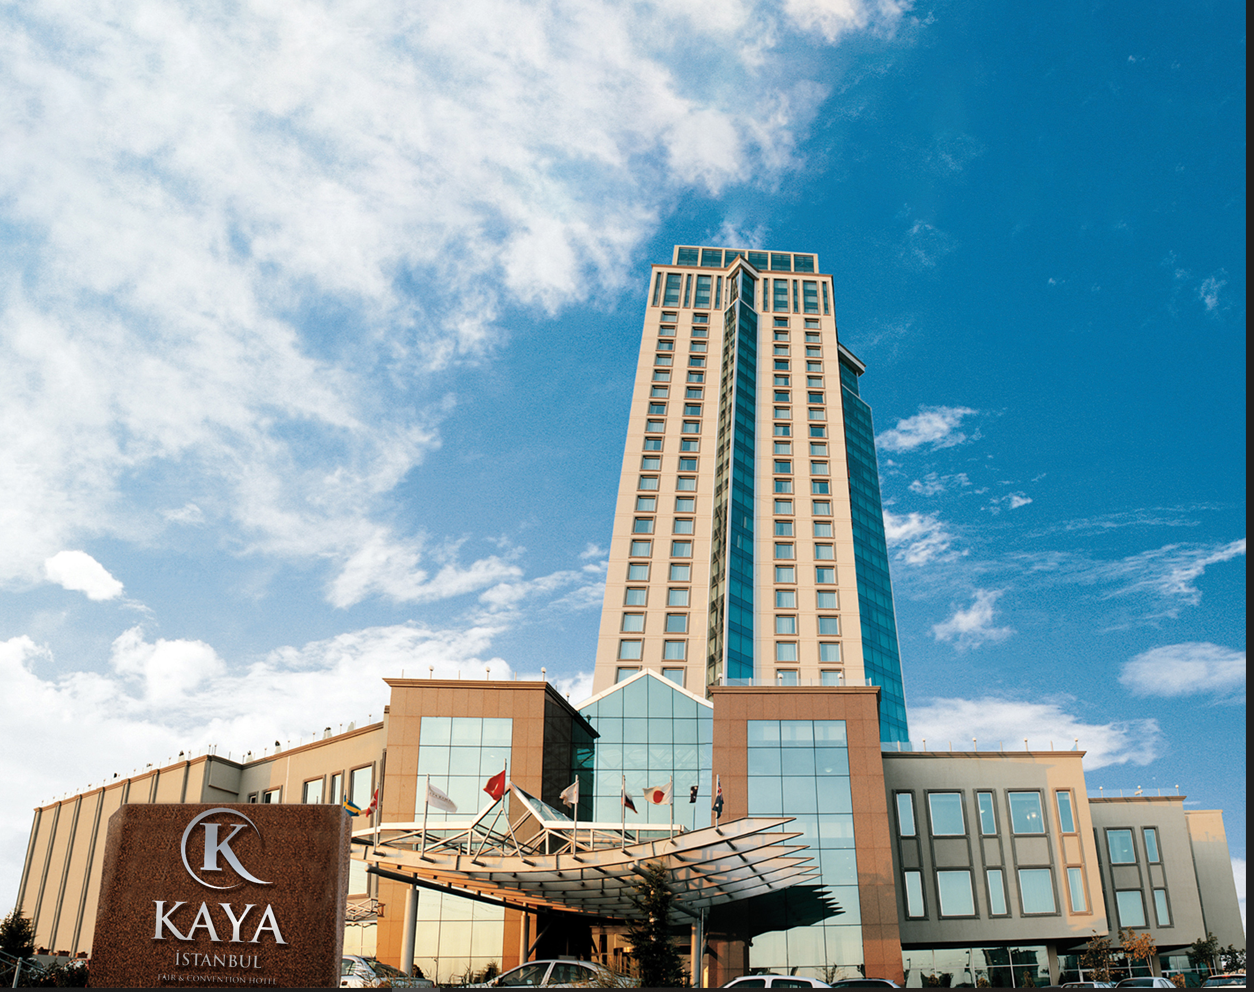 K
KAYA
İSTANBUL
FAIR & CONVENTION HOTEL